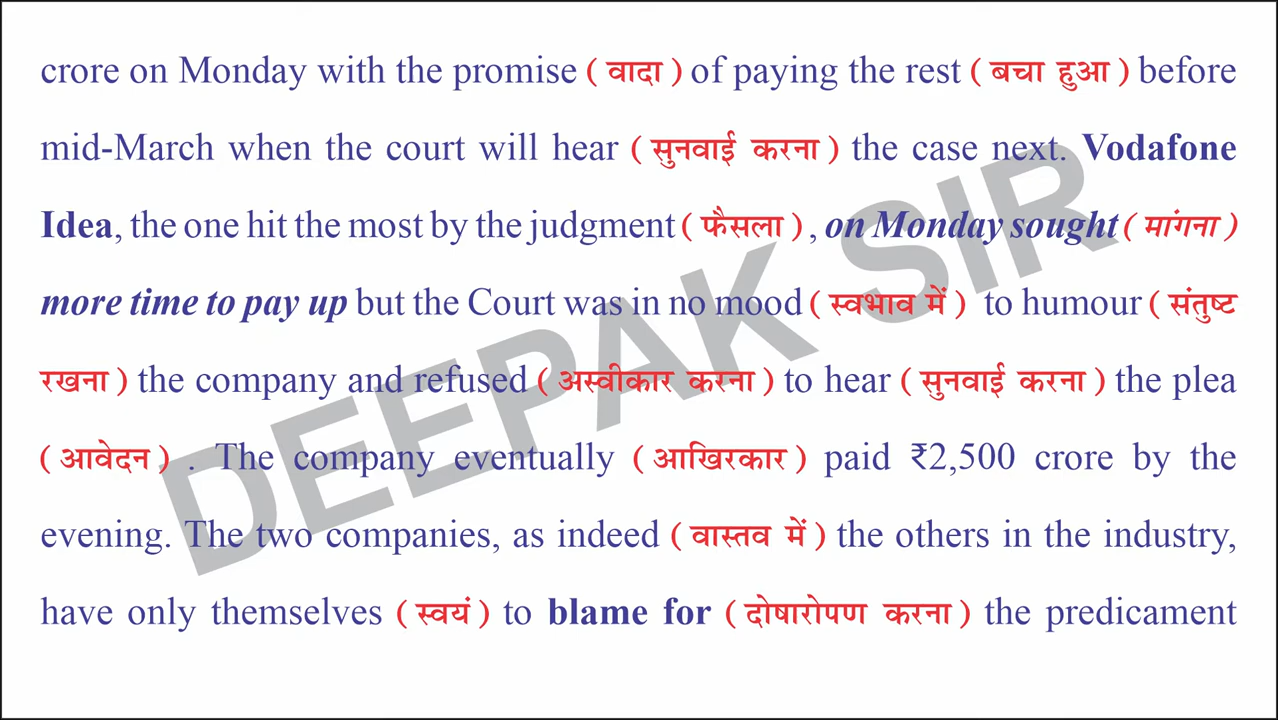 crore on Monday with the promise ( वादा ) of paying the rest ( बचा हुआ ) before
mid-March when the court will hear ( सुनवाई करना ) the case next. Vodafone
Idea, the one hit the most by the judgment ( फैसला ) , on Monday sought ( मांगना )
more time to pay up but the Court was in no mood ( स्वभाव में ) to humour ( संतुष्ट
रखना ) the company and refused ( अस्वीकार करना ) to hear ( सुनवाई करना ) the plea
( आवेदन ) . The company eventually ( आखिरकार ) paid ₹2,500 crore by the
evening. The two companies, as indeed ( वास्तव में ) the others in the industry,
have only themselves ( स्वयं ) to blame for ( दोषारोपण करना ) the predicament
DEEPAK SIR